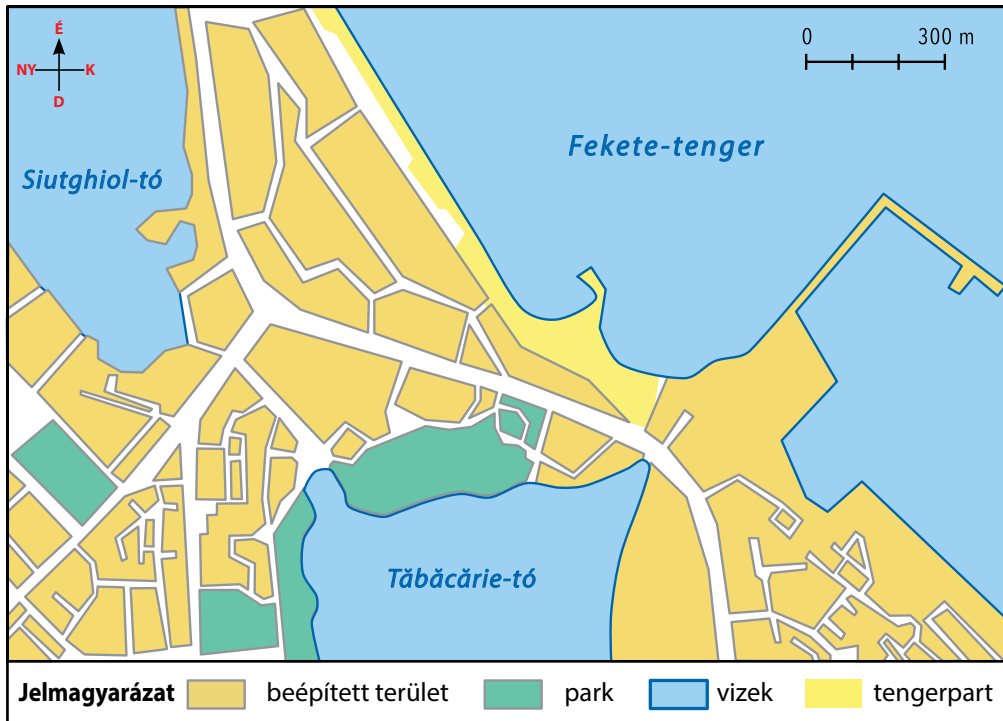 É
NY K
D
0 300 m
Fekete-tenger
Siutghiol-tó
Tăbăcărie-tó
Jelmagyarázat beépített terület park vizek tengerpart